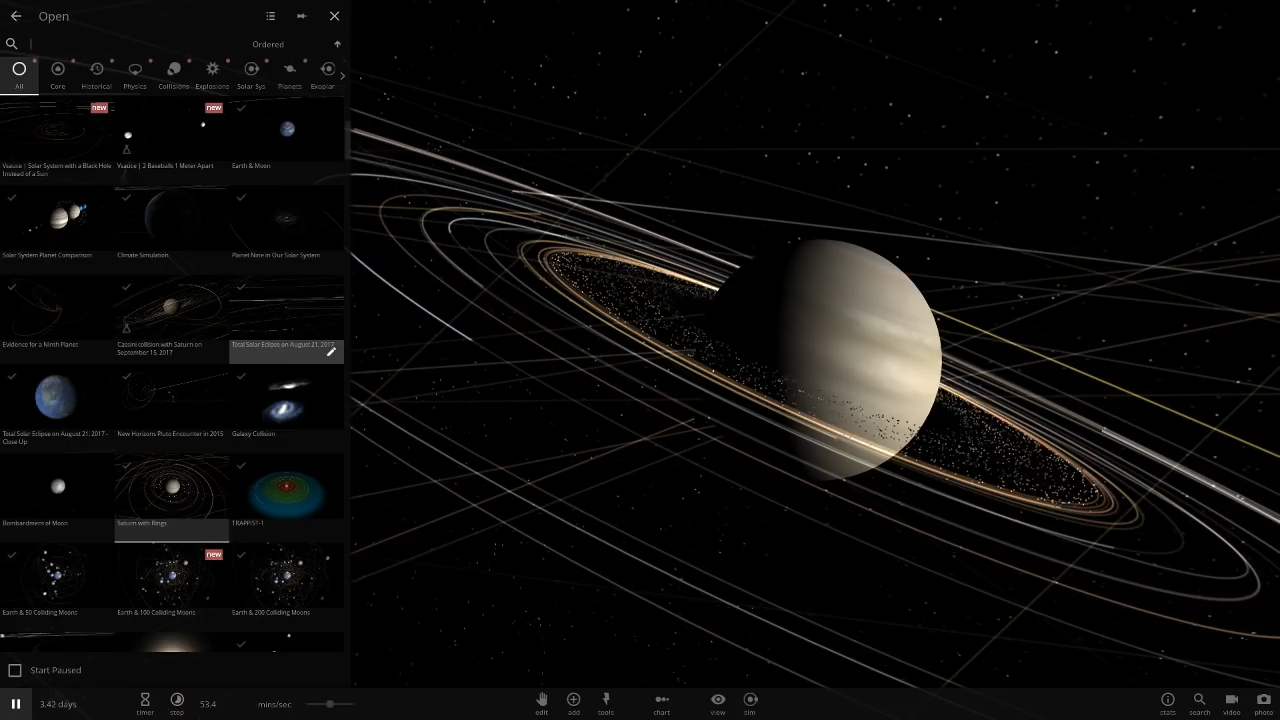 Open
Ordered
All
Core
Historical
Physics
Collisions
Explosions
Solar Sys
Planets
Exoplar
new
new
Vsauce | Solar System with a Black Hole
Instead of a Sun
Vsauce | 2 Baseballs 1 Meter Apart
Earth & Moon
Solar System Planet Comparison
Climate Simulation
Planet Nine in Our Solar System
Evidence for a Ninth Planet
Cassini collision with Saturn on
September 15, 2017
Total Solar Eclipse on August 21, 2017
Total Solar Eclipse on August 21, 2017 -
Close Up
New Horizons Pluto Encounter in 2015
Galaxy Collision
Bombardment of Moon
Saturn with Rings
TRAPPIST-1
new
Earth & 50 Colliding Moons
Earth & 100 Colliding Moons
Earth & 200 Colliding Moons
Start Paused
3.42 days
timer
step
53.4
mins/sec
edit
add
tools
chart
view
sim
stats
search
video
photo